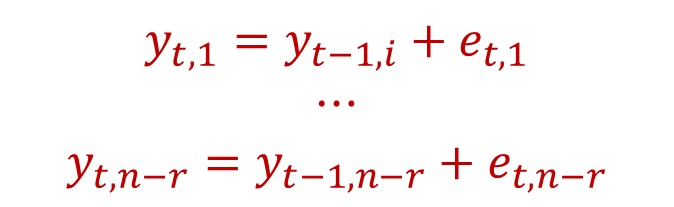 y_{t,1} = y_{t-1,i} + e_{t,1}
...
y_{t,n-r} = y_{t-1,n-r} + e_{t,n-r}